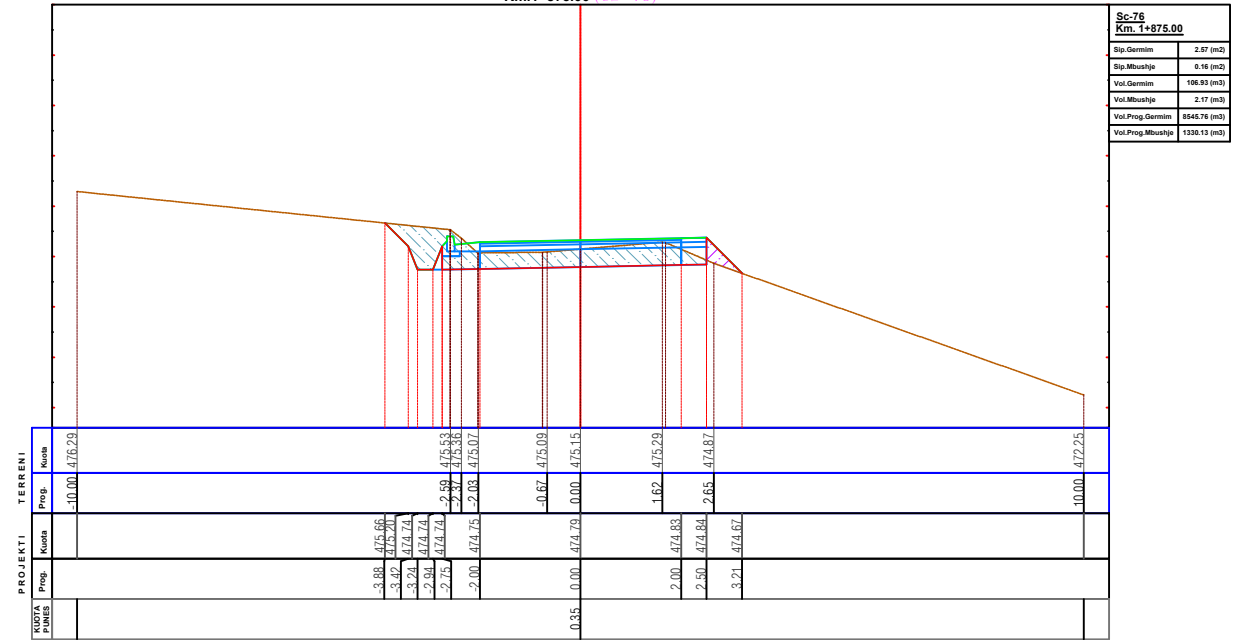 Sc-76
Km. 1+875.00
Sip.Germim 2.57 (m2)
Sip.Mbushje 0.16 (m2)
Vol.Germim 106.93 (m3)
Vol.Mbushje 2.17 (m3)
Vol.Prog.Germim 8545.76 (m3)
Vol.Prog.Mbushje 1330.13 (m3)
TERRENI
Kuota 476.29 475.53 475.36 475.07 475.09 475.15 475.29 474.87 472.25
Prog. -10.00 -2.59 -2.37 -2.03 -0.67 0.00 1.62 2.65 10.00
PROJEKTI
Kuota 475.66 475.20 474.74 474.74 474.74 474.75 474.79 474.83 474.84 474.67
Prog. -3.88 -3.42 -3.24 -2.94 -2.75 -2.00 0.00 2.00 2.50 3.21
KUOTA
PUNES 0.35